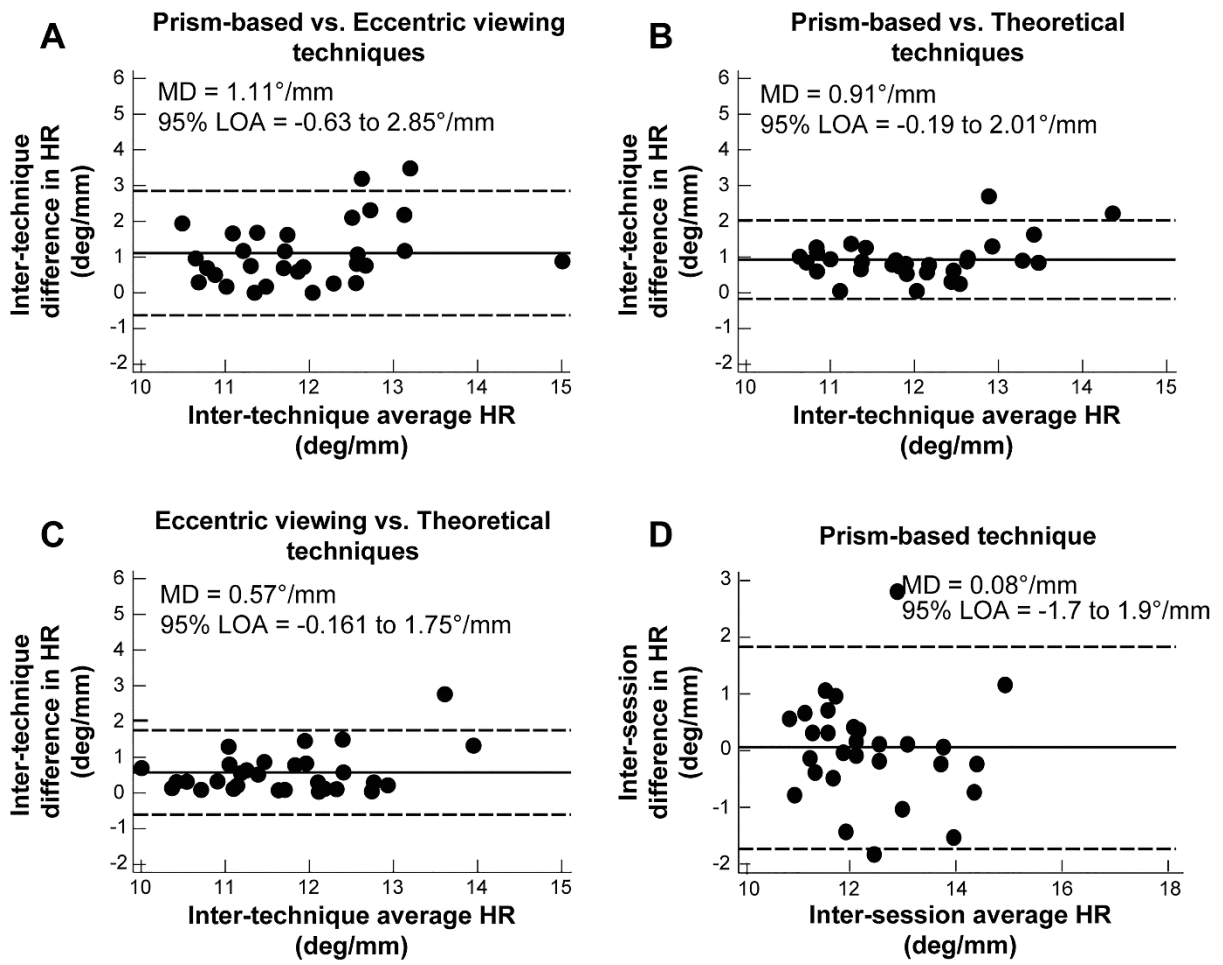 A
Prism-based vs. Eccentric viewing
techniques
Inter-technique
difference in HR
(deg/mm)
6
5
4
3
2
1
0
-1
-2
MD = 1.11°/mm
95% LOA = -0.63 to 2.85°/mm
10 11 12 13 14 15
Inter-technique average HR
(deg/mm)
B
Prism-based vs. Theoretical
techniques
Inter-technique
difference in HR
(deg/mm)
6
5
4
3
2
1
0
-1
-2
MD = 0.91°/mm
95% LOA = -0.19 to 2.01°/mm
10 11 12 13 14 15
Inter-technique average HR
(deg/mm)
C
Eccentric viewing vs. Theoretical
techniques
Inter-technique
difference in HR
(deg/mm)
6
5
4
3
2
1
0
-1
-2
MD = 0.57°/mm
95% LOA = -0.161 to 1.75°/mm
10 11 12 13 14 15
Inter-technique average HR
(deg/mm)
D
Prism-based technique
Inter-session
difference in HR
(deg/mm)
3
2
1
0
-1
-2
MD = 0.08°/mm
95% LOA = -1.7 to 1.9°/mm
10 12 14 16 18
Inter-session average HR
(deg/mm)